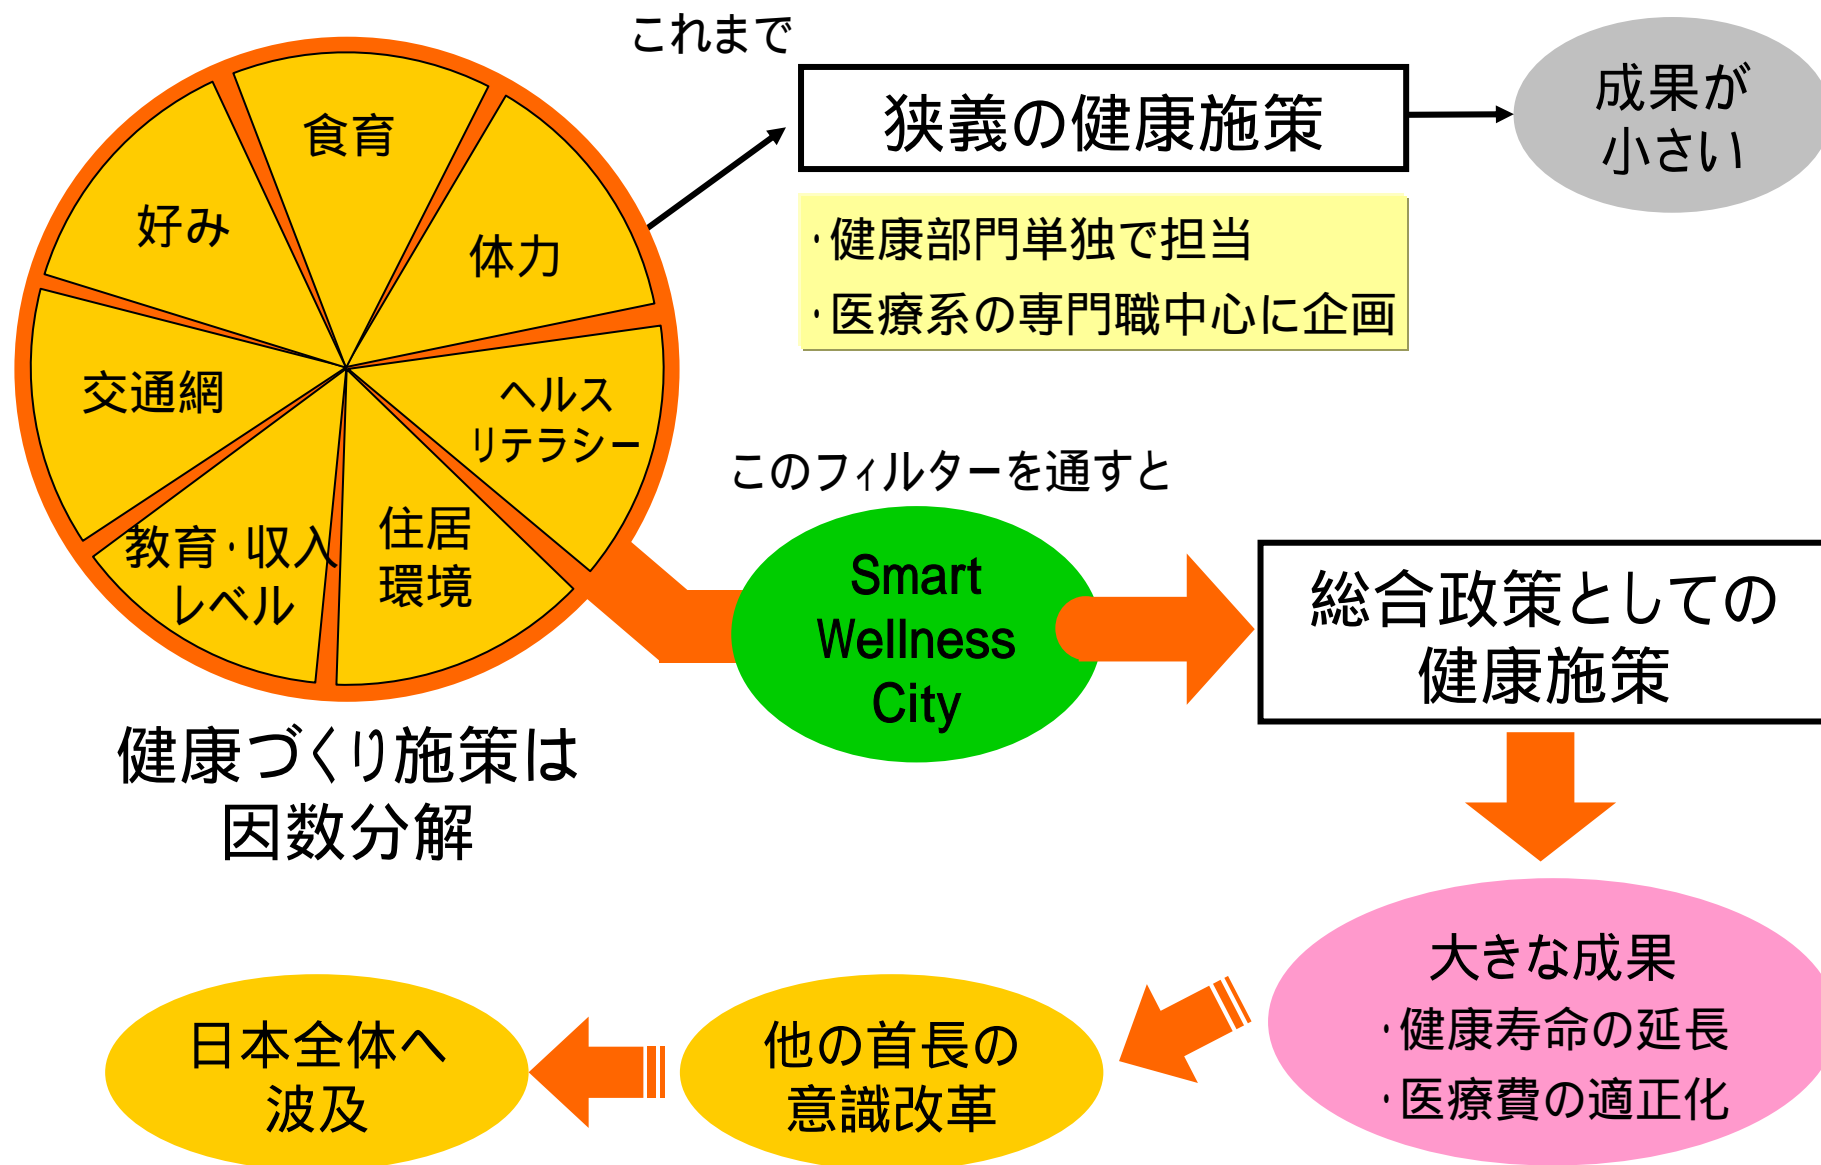 これまで
狭義の健康施策
成果が
小さい
・健康部門単独で担当
・医療系の専門職中心に企画
食育
好み
体力
交通網
ヘルス
リテラシー
教育・収入
レベル
住居
環境
健康づくり施策は
因数分解
このフィルターを通すと
Smart
Wellness
City
総合政策としての
健康施策
大きな成果
・健康寿命の延長
・医療費の適正化
他の首長の
意識改革
日本全体へ
波及